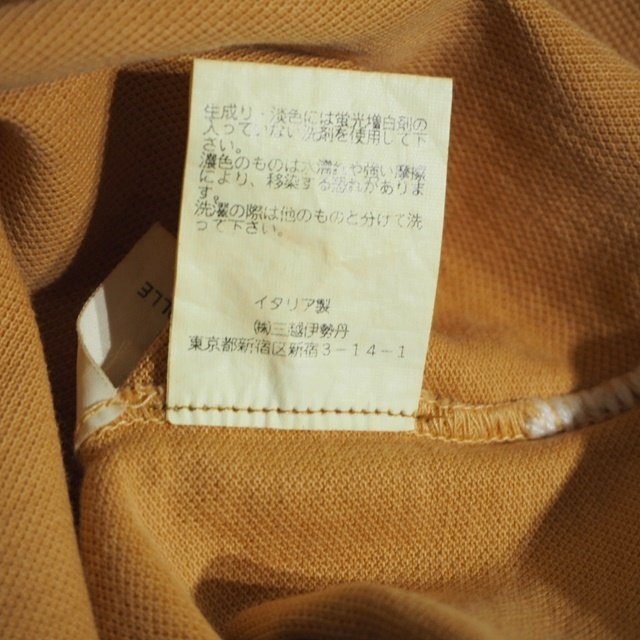 生成り・淡色には蛍光増白剤の
入っていない洗剤を使用して下
さい。
濃色のものは水濡れや強い摩擦
により、移染する恐れがありま
す。
洗濯の際は他のものと分けて洗
って下さい。
イタリア製
㈱三越伊勢丹
東京都新宿区新宿3-14-1
LLE